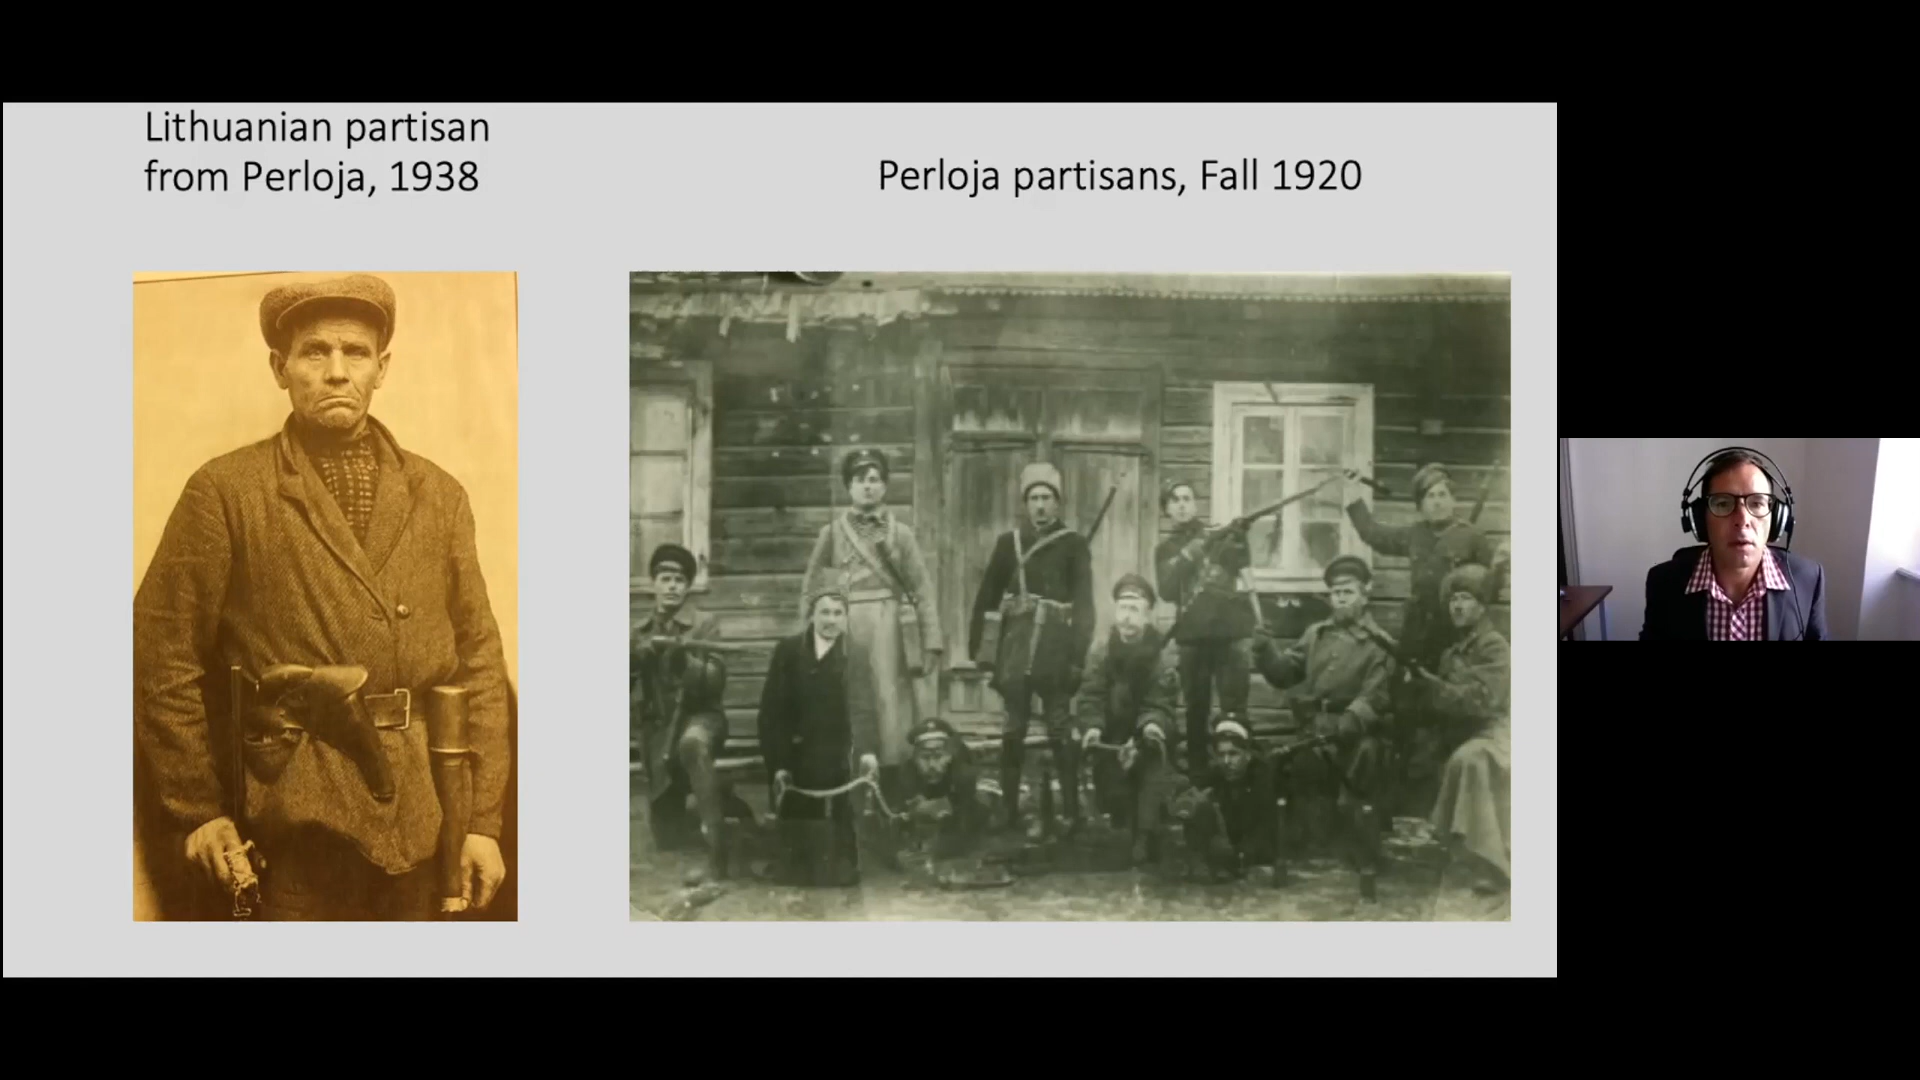 Lithuanian partisan
from Perloja, 1938
Perloja partisans, Fall 1920